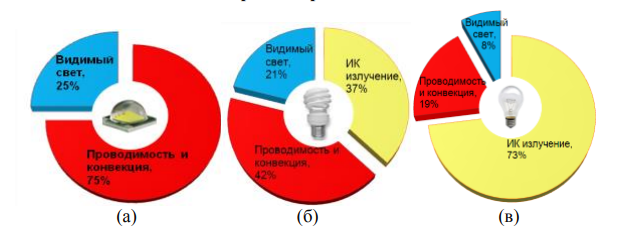 Видимый
свет,
25%
Проводимость и
конвекция,
75%
Видимый свет,
21%
ИК
излучение,
37%
Проводимость и конвекция,
42%
Видимый
свет,
8%
Проводимость
и конвекция,
19%
ИК излучение,
73%
(а)
(б)
(в)